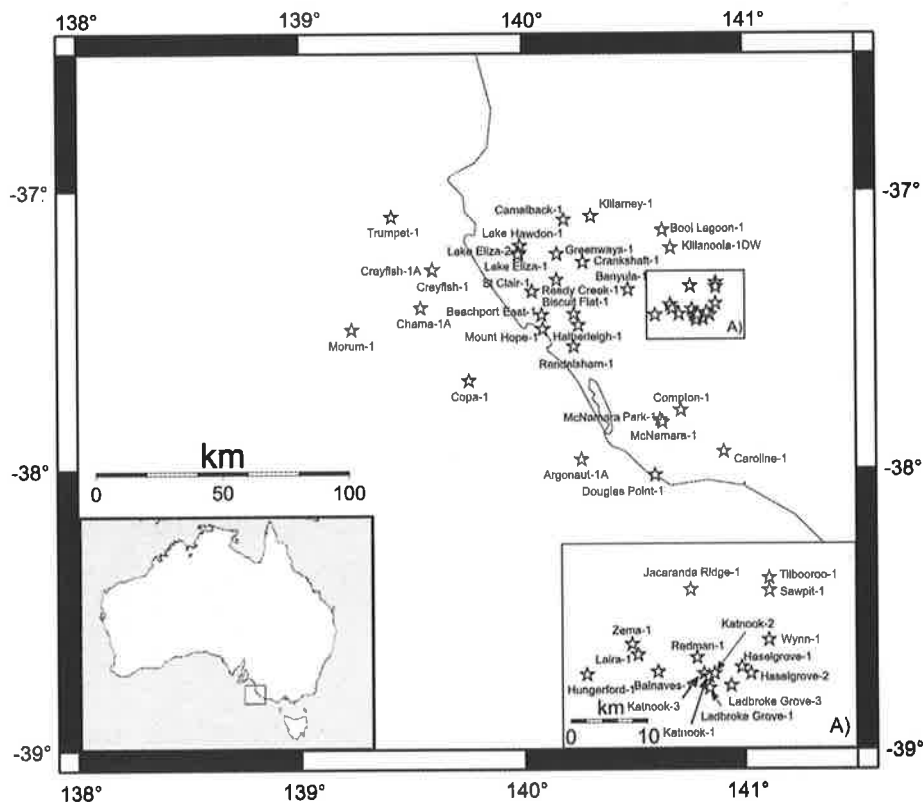 138°
139°
140°
141°
-37°
-37°
Camelback-1
Killarney-1
Trumpet-1
Lake Hawdon-1
Bool Lagoon-1
Killanoola-1DW
Lake Eliza-2
Greenways-1
Lake Eliza-1
Crankshaft-1
Crayfish-1A
Crayfish-1
St Clair-1
Reedy Creek-1
Banyula-1
Chama-1A
Beachport East-1
Biscuit Flat-1
A)
Morum-1
Mount Hope-1
Hatherleigh-1
Rendelsham-1
Copa-1
Compton-1
McNamara Park-1
McNamara-1
Caroline-1
km
-38°
-38°
0 50 100
Argonaut-1A
Douglas Point-1
Jacaranda Ridge-1
Tilbooroo-1
Sawpit-1
Katnook-2
Zema-1
Redman-1
Wynn-1
Laira-1
Haselgrove-1
Hungerford-1
Balnaves-1
Haselgrove-2
Katnook-3
Ladbroke Grove-3
km
Ladbroke Grove-1
0 10
Katnook-1
A)
-39°
-39°
138°
139°
140°
141°